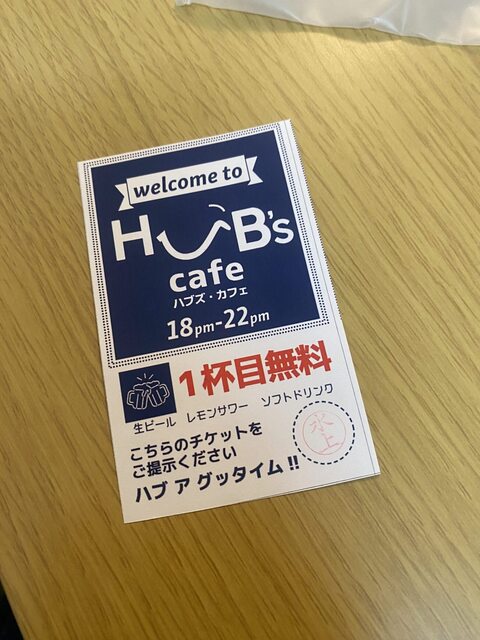 welcome to
HUB's
cafe
ハブズ・カフェ
18pm-22pm
1杯目無料
生ビール レモンサワー ソフトドリンク
こちらのチケットを
ご提示ください
ハブ ア グッタイム!!
水上